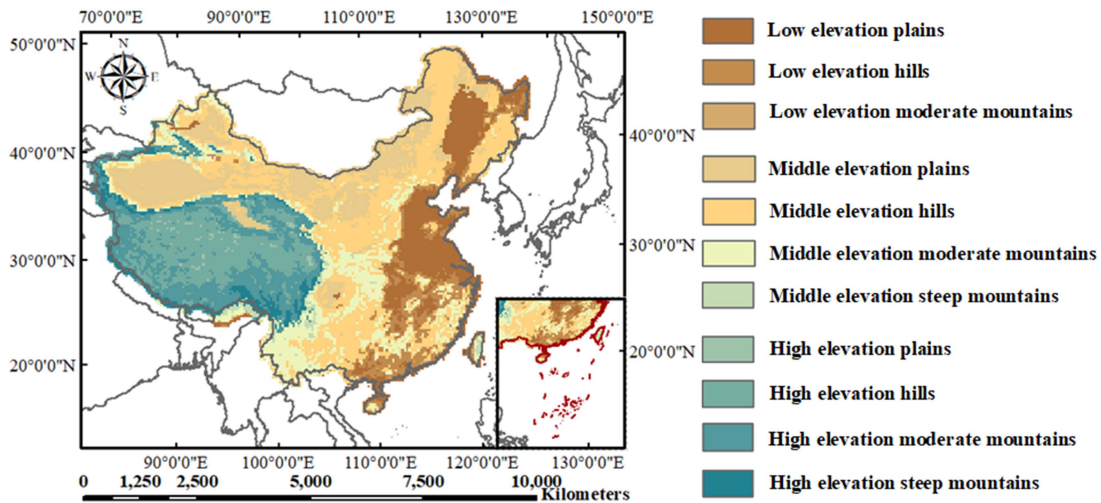 70°0'0"E 90°0'0"E 110°0'0"E 130°0'0"E 150°0'0"E
50°0'0"N
40°0'0"N
30°0'0"N
20°0'0"N
N
W E
S
40°0'0"N
30°0'0"N
20°0'0"N
90°0'0"E 100°0'0"E 110°0'0"E 120°0'0"E 130°0'0"E
0 1,250 2,500 5,000 7,500 10,000
Kilometers
Low elevation plains
Low elevation hills
Low elevation moderate mountains
Middle elevation plains
Middle elevation hills
Middle elevation moderate mountains
Middle elevation steep mountains
High elevation plains
High elevation hills
High elevation moderate mountains
High elevation steep mountains